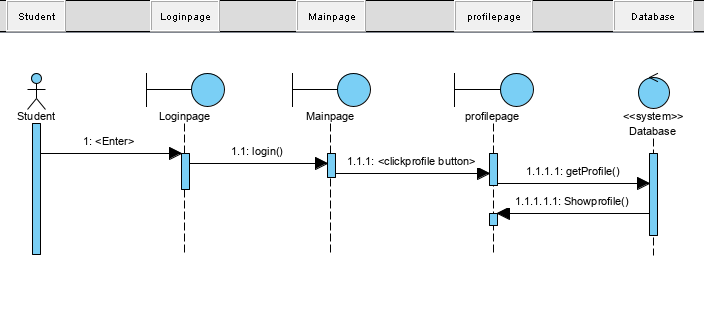 Student Loginpage Mainpage profilepage Database
Student Loginpage Mainpage profilepage <<system>>
Database
1: <Enter>
1.1: login()
1.1.1: <clickprofile button>
1.1.1.1: getProfile()
1.1.1.1.1: Showprofile()